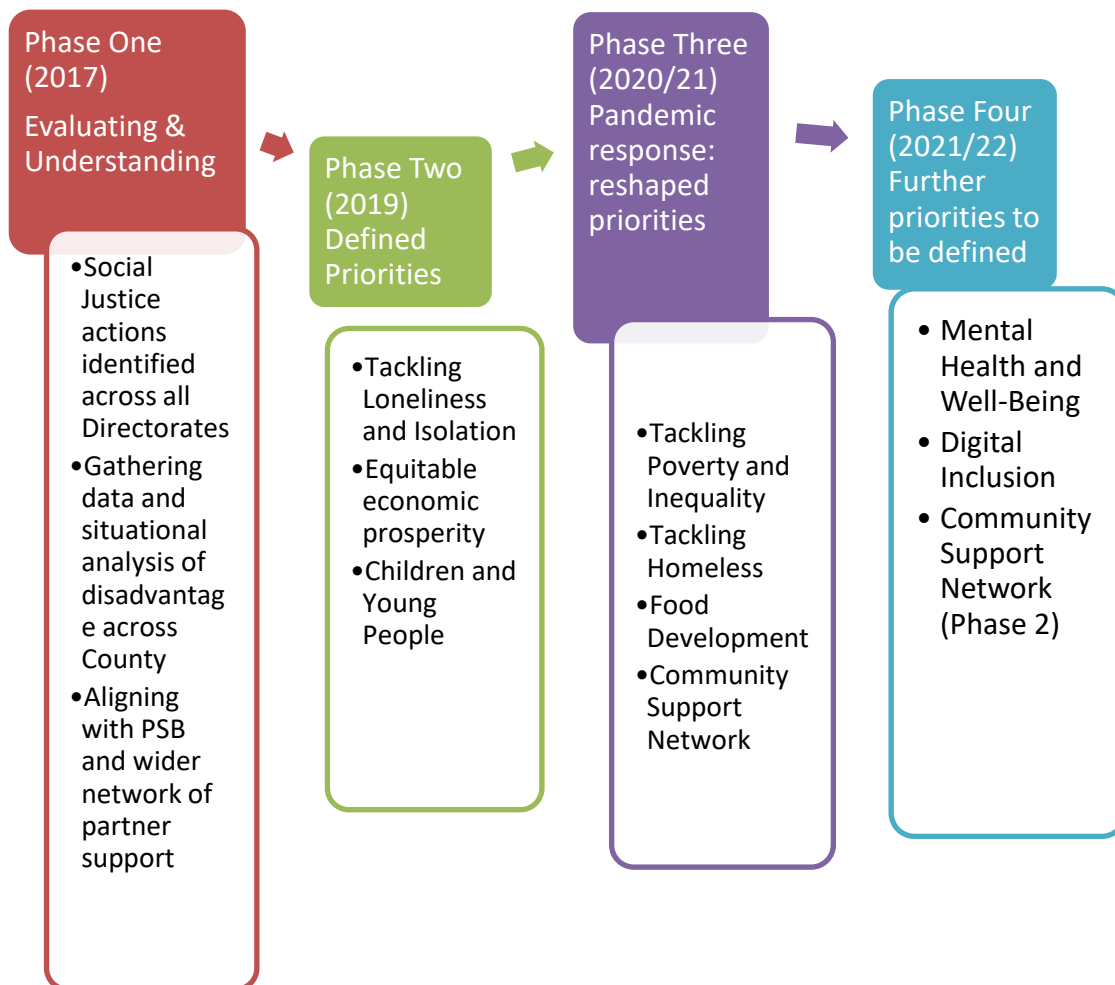 Phase One
(2017)
Evaluating &
Understanding
•Social
Justice
actions
identified
across all
Directorates
•Gathering
data and
situational
analysis of
disadvantag
e across
County
•Aligning
with PSB
and wider
network of
partner
support
Phase Two
(2019)
Defined
Priorities
•Tackling
Loneliness
and Isolation
•Equitable
economic
prosperity
•Children and
Young
People
Phase Three
(2020/21)
Pandemic
response:
reshaped
priorities
•Tackling
Poverty and
Inequality
•Tackling
Homeless
•Food
Development
•Community
Support
Network
Phase Four
(2021/22)
Further
priorities to
be defined
• Mental
Health and
Well-Being
• Digital
Inclusion
• Community
Support
Network
(Phase 2)